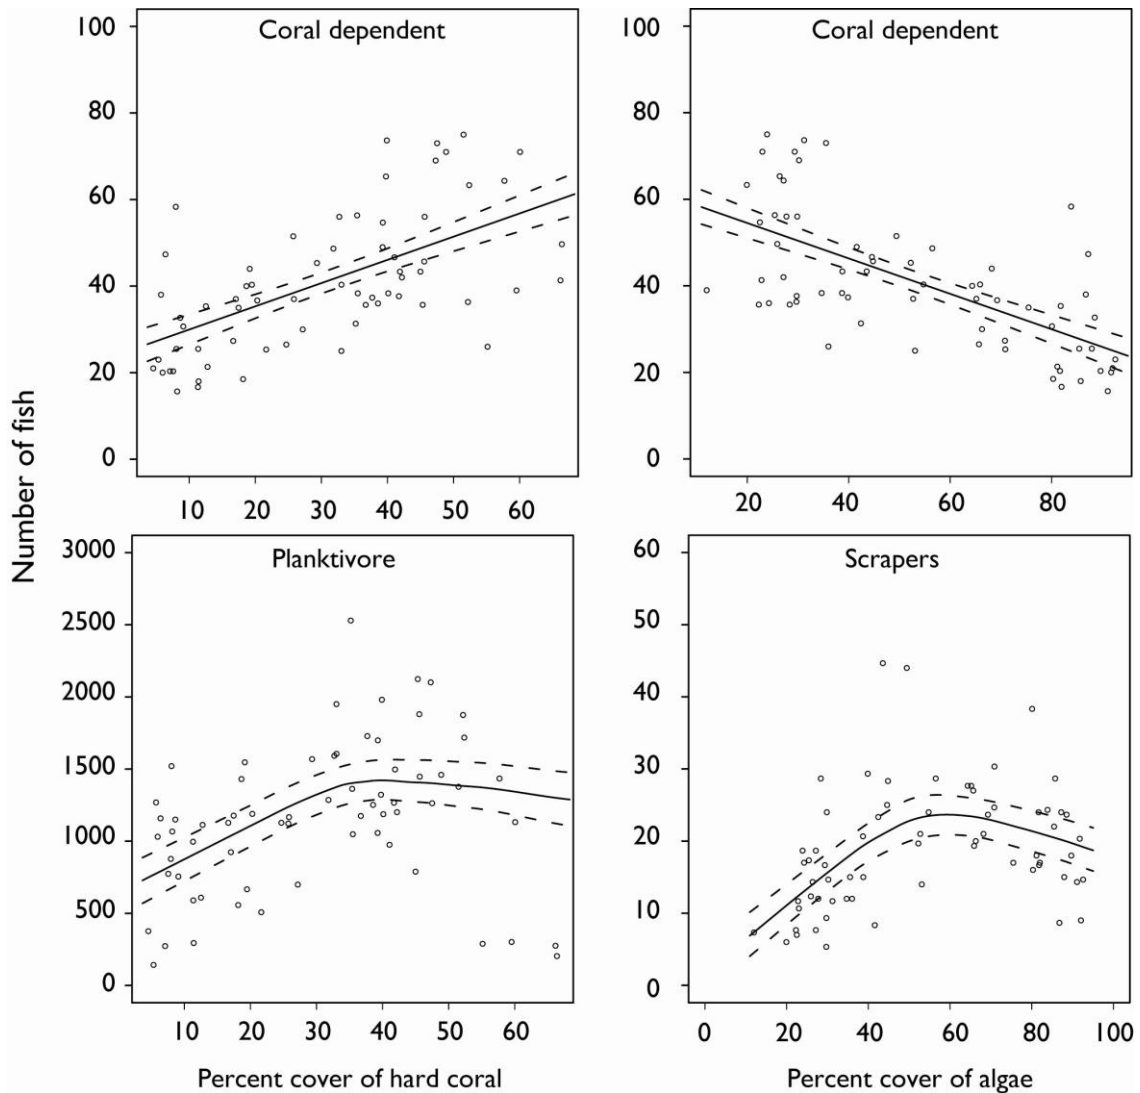 Number of fish
Coral dependent
100
80
60
40
20
0
10 20 30 40 50 60
Coral dependent
100
80
60
40
20
0
20 40 60 80
Planktivore
3000
2500
2000
1500
1000
500
0
10 20 30 40 50 60
Percent cover of hard coral
Scrapers
60
50
40
30
20
10
0
0 20 40 60 80 100
Percent cover of algae